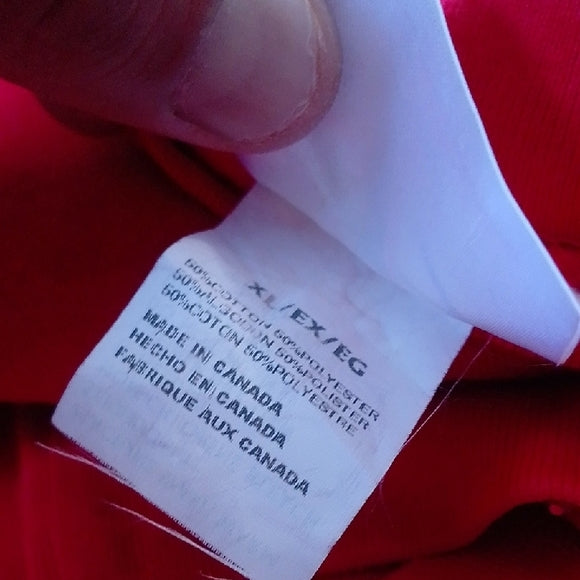 XL/EX/EG
50%COTTON 50%POLYESTER
50%ALGODON 50%POLISTER
50%COTON 50%POLYESTRE
MADE IN CANADA
HECHO EN CANADA
FABRIQUE AUX CANADA